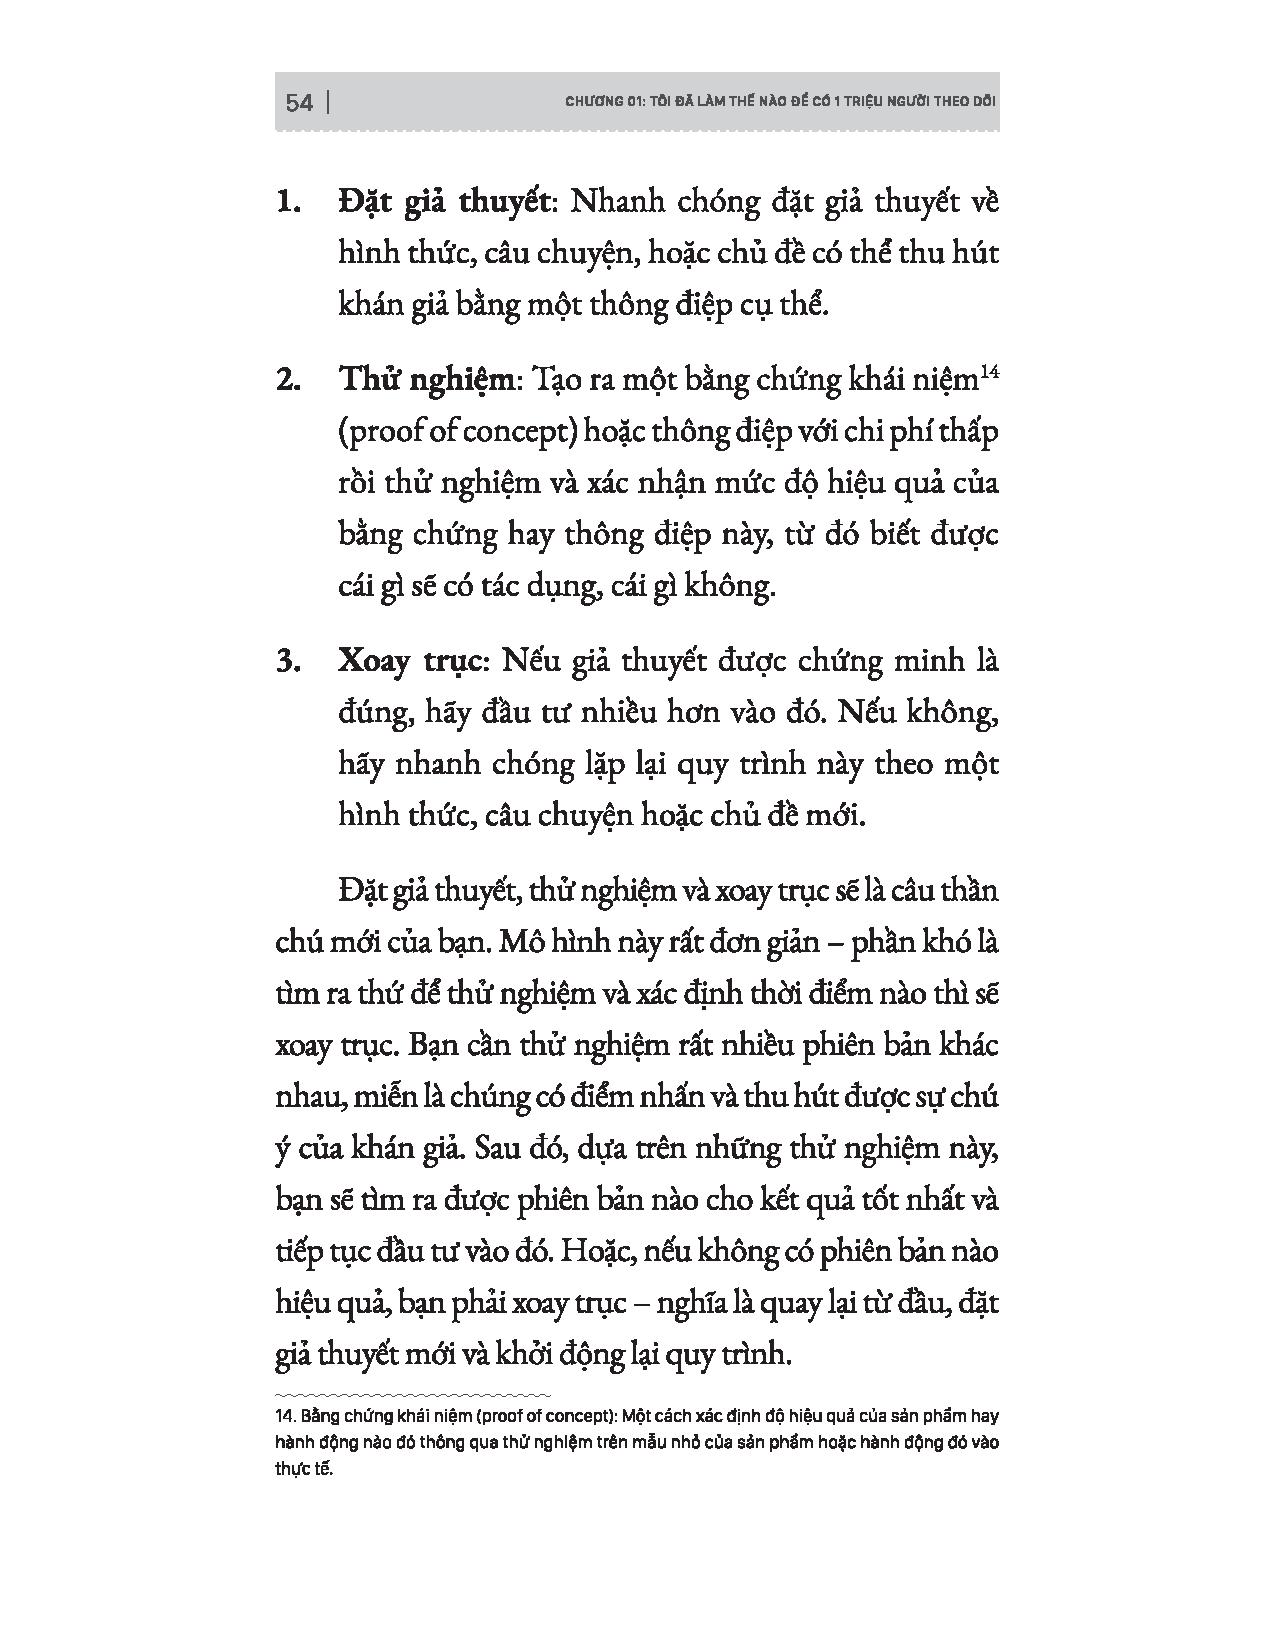 54 | CHƯƠNG 01: TÔI ĐÃ LÀM THẾ NÀO ĐỂ CÓ 1 TRIỆU NGƯỜI THEO DÕI
1. Đặt giả thuyết: Nhanh chóng đặt giả thuyết về
hình thức, câu chuyện, hoặc chủ đề có thể thu hút
khán giả bằng một thông điệp cụ thể.
2. Thử nghiệm: Tạo ra một bằng chứng khái niệm14
(proof of concept) hoặc thông điệp với chi phí thấp
rồi thử nghiệm và xác nhận mức độ hiệu quả của
bằng chứng hay thông điệp này, từ đó biết được
cái gì sẽ có tác dụng, cái gì không.
3. Xoay trục: Nếu giả thuyết được chứng minh là
đúng, hãy đầu tư nhiều hơn vào đó. Nếu không,
hãy nhanh chóng lặp lại quy trình này theo một
hình thức, câu chuyện hoặc chủ đề mới.
Đặt giả thuyết, thử nghiệm và xoay trục sẽ là câu thần
chú mới của bạn. Mô hình này rất đơn giản – phần khó là
tìm ra thứ để thử nghiệm và xác định thời điểm nào thì sẽ
xoay trục. Bạn cần thử nghiệm rất nhiều phiên bản khác
nhau, miễn là chúng có điểm nhấn và thu hút được sự chú
ý của khán giả. Sau đó, dựa trên những thử nghiệm này,
bạn sẽ tìm ra được phiên bản nào cho kết quả tốt nhất và
tiếp tục đầu tư vào đó. Hoặc, nếu không có phiên bản nào
hiệu quả, bạn phải xoay trục – nghĩa là quay lại từ đầu, đặt
giả thuyết mới và khởi động lại quy trình.
14. Bằng chứng khái niệm (proof of concept): Một cách xác định độ hiệu quả của sản phẩm hay
hành động nào đó thông qua thử nghiệm trên mẫu nhỏ của sản phẩm hoặc hành động đó vào
thực tế.